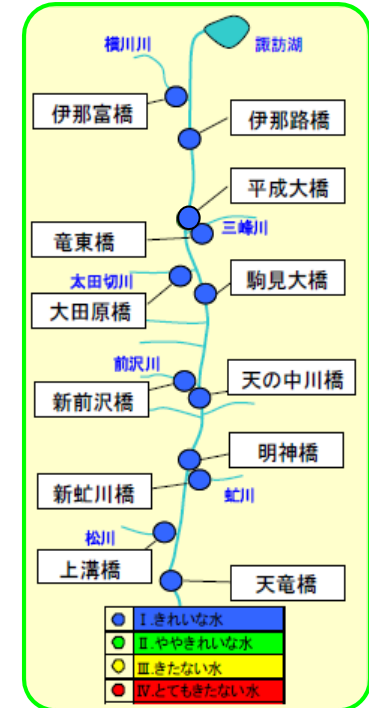 横川川
諏訪湖
伊那富橋
伊那路橋
平成大橋
竜東橋
三峰川
太田切川
駒見大橋
大田原橋
前沢川
天の中川橋
新前沢橋
明神橋
新虻川橋
虻川
松川
上溝橋
天竜橋
Ⅰ.きれいな水
Ⅱ.ややきれいな水
Ⅲ.きたない水
Ⅳ.とてもきたない水